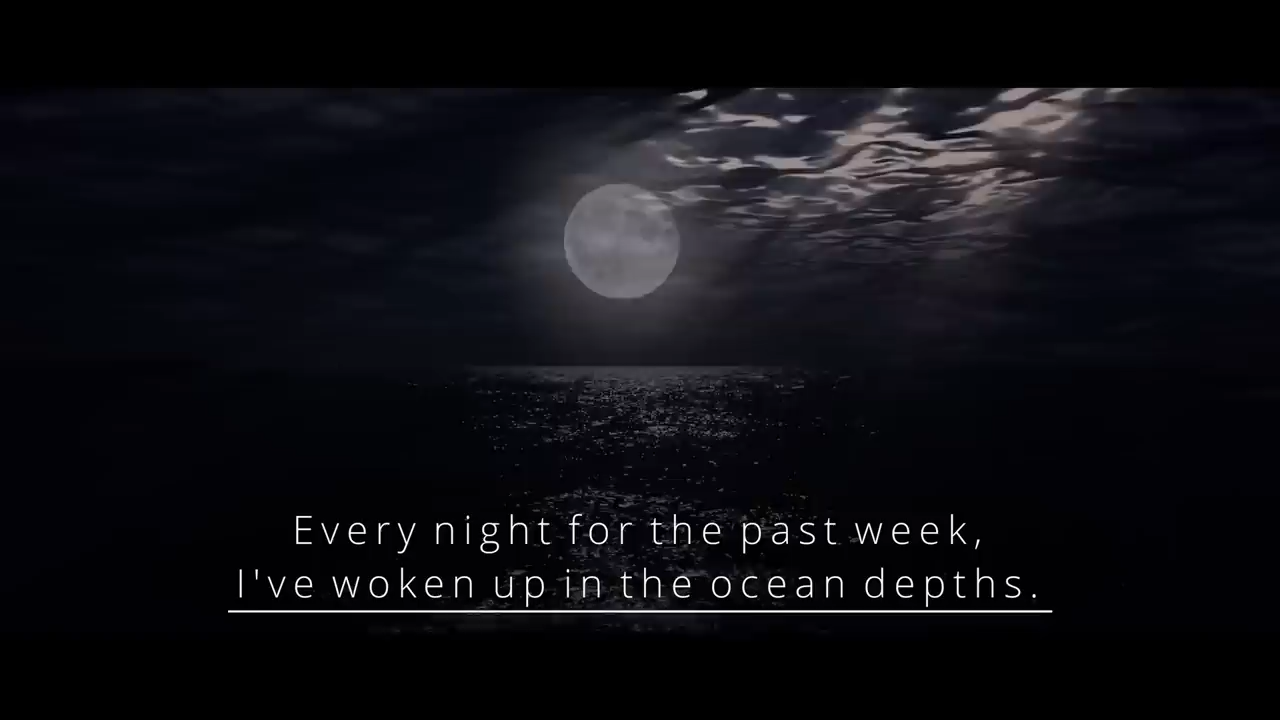 Every night for the past week,
I've woken up in the ocean depths.